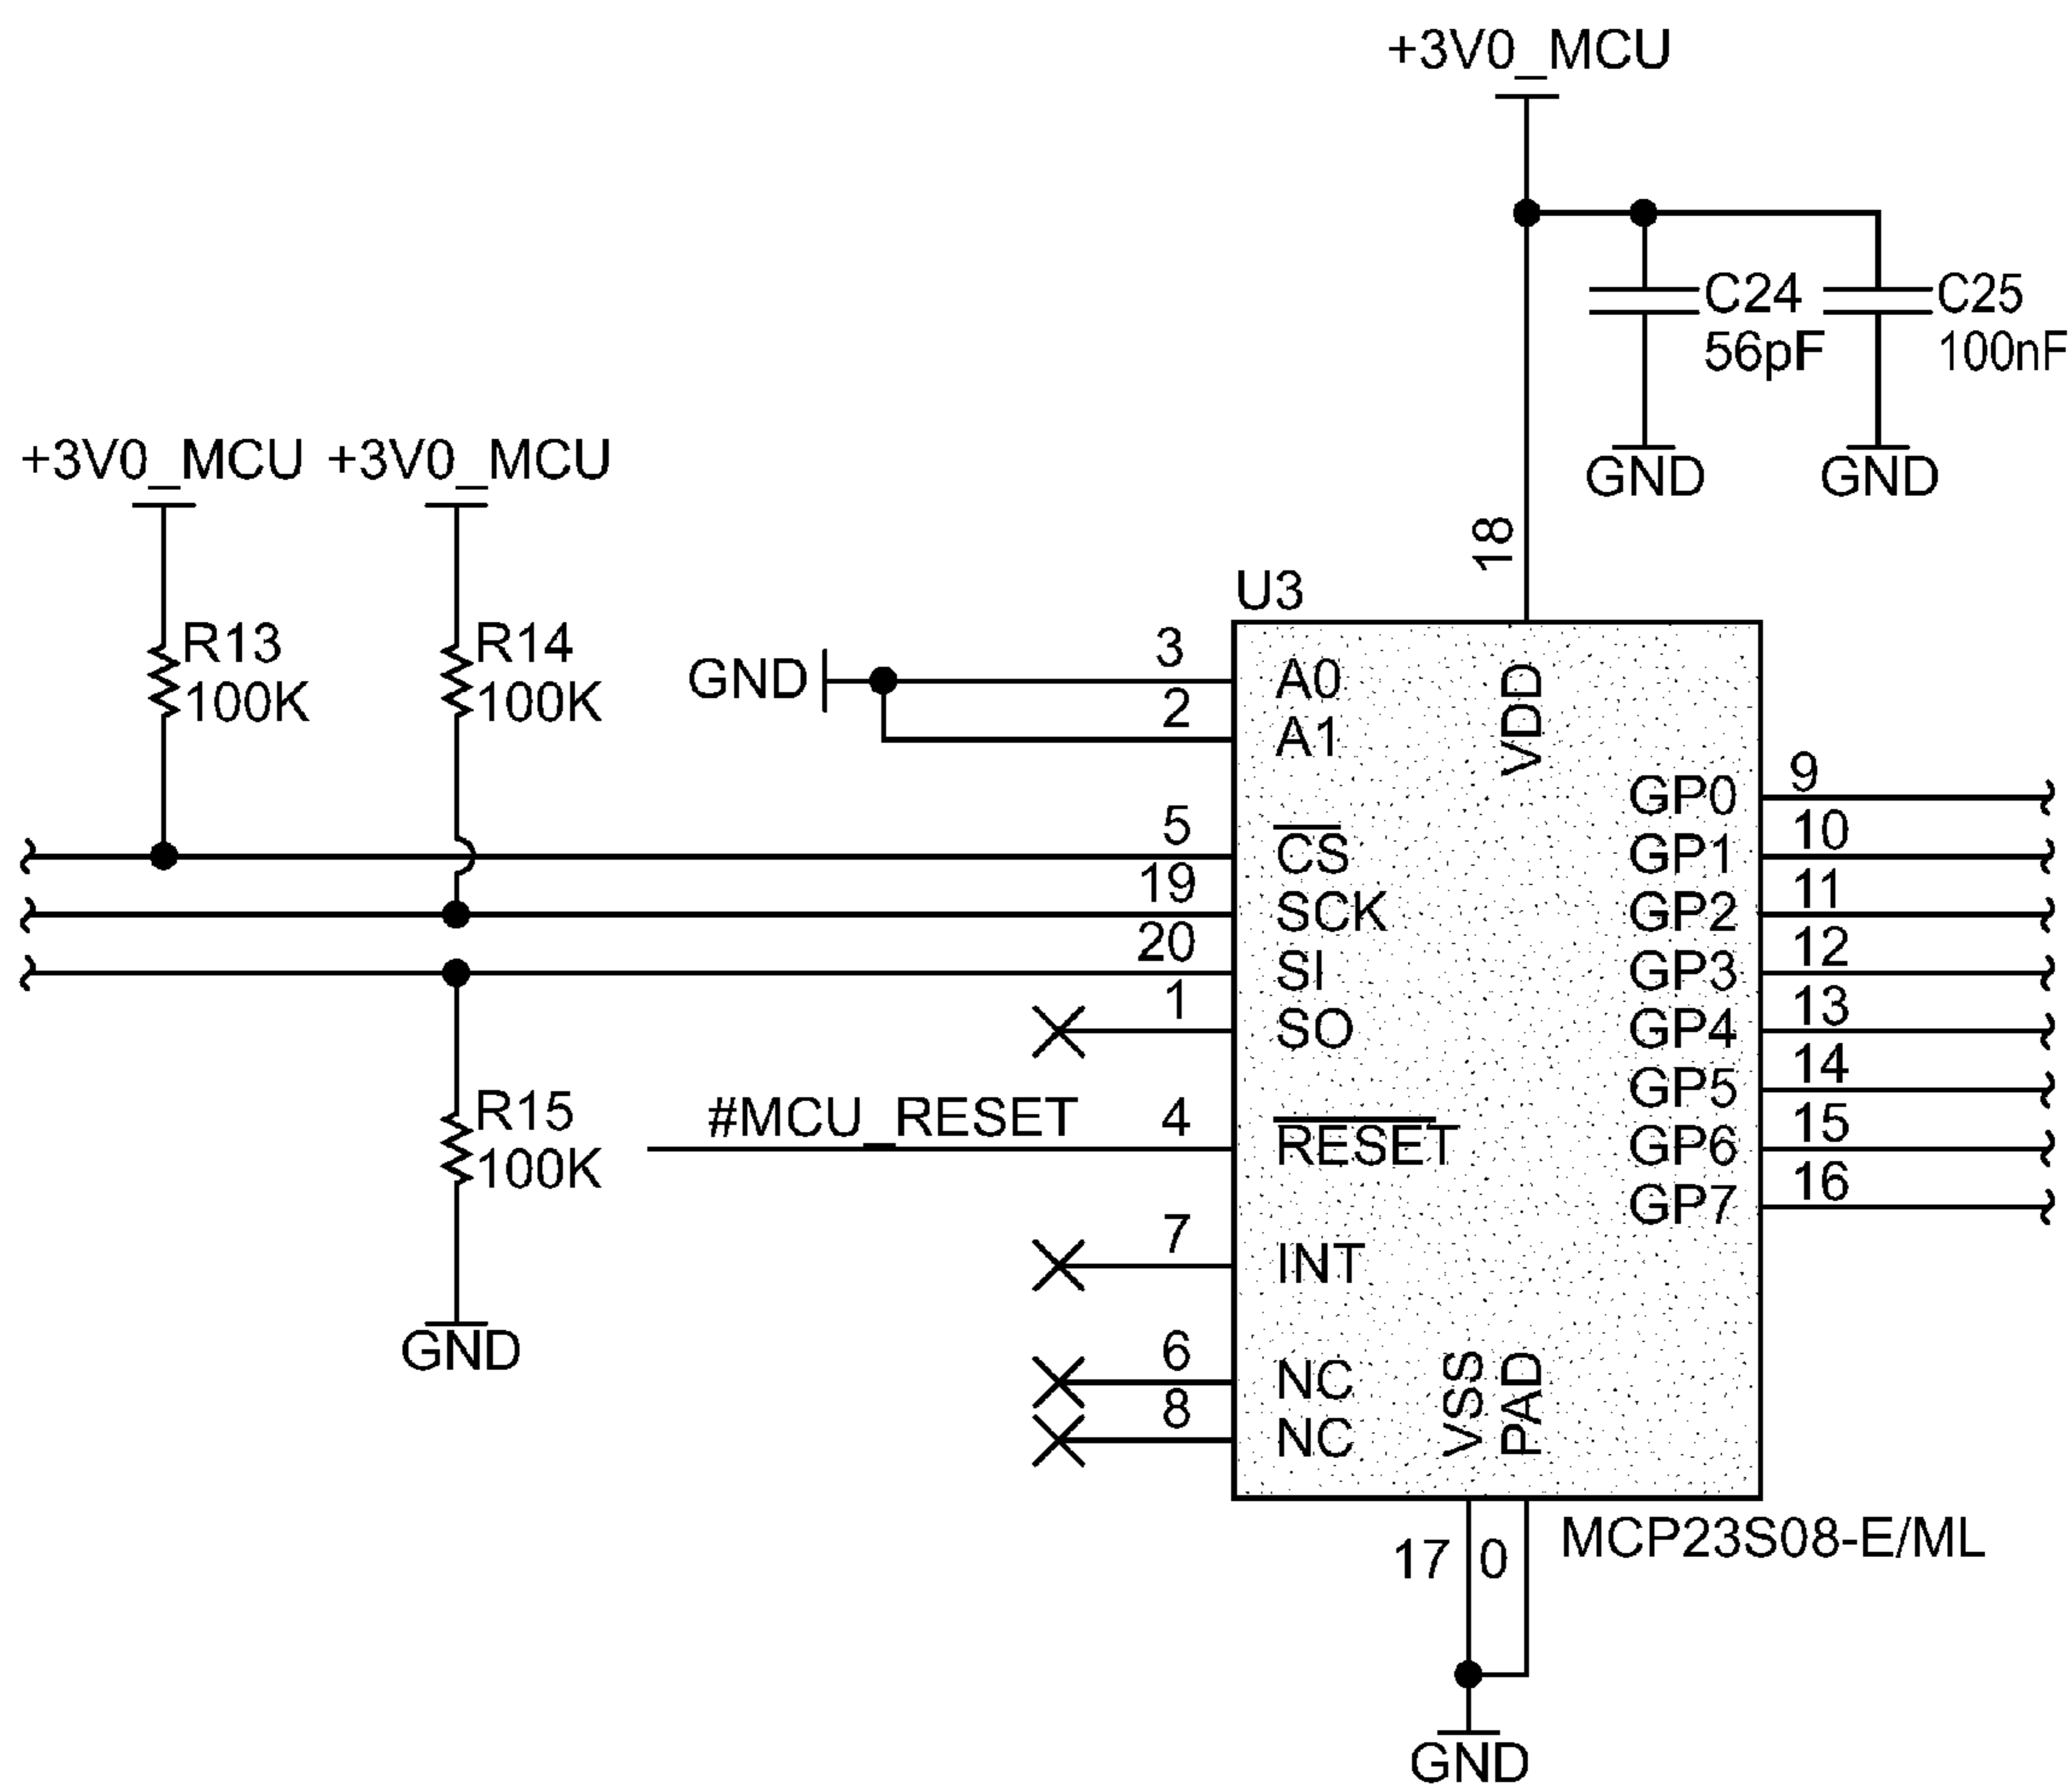 +3V0_MCU
C24
56pF
C25
100nF
GND
GND
+3V0_MCU
+3V0_MCU
R13
100K
R14
100K
18
U3
GND
3
A0
2
A1
VDD
5
CS
19
SCK
20
SI
1
SO
#MCU_RESET
4
RESET
7
INT
6
NC
8
NC
GP0
9
GP1
10
GP2
11
GP3
12
GP4
13
GP5
14
GP6
15
GP7
16
R15
100K
GND
VSS
PAD
17
0
MCP23S08-E/ML
GND